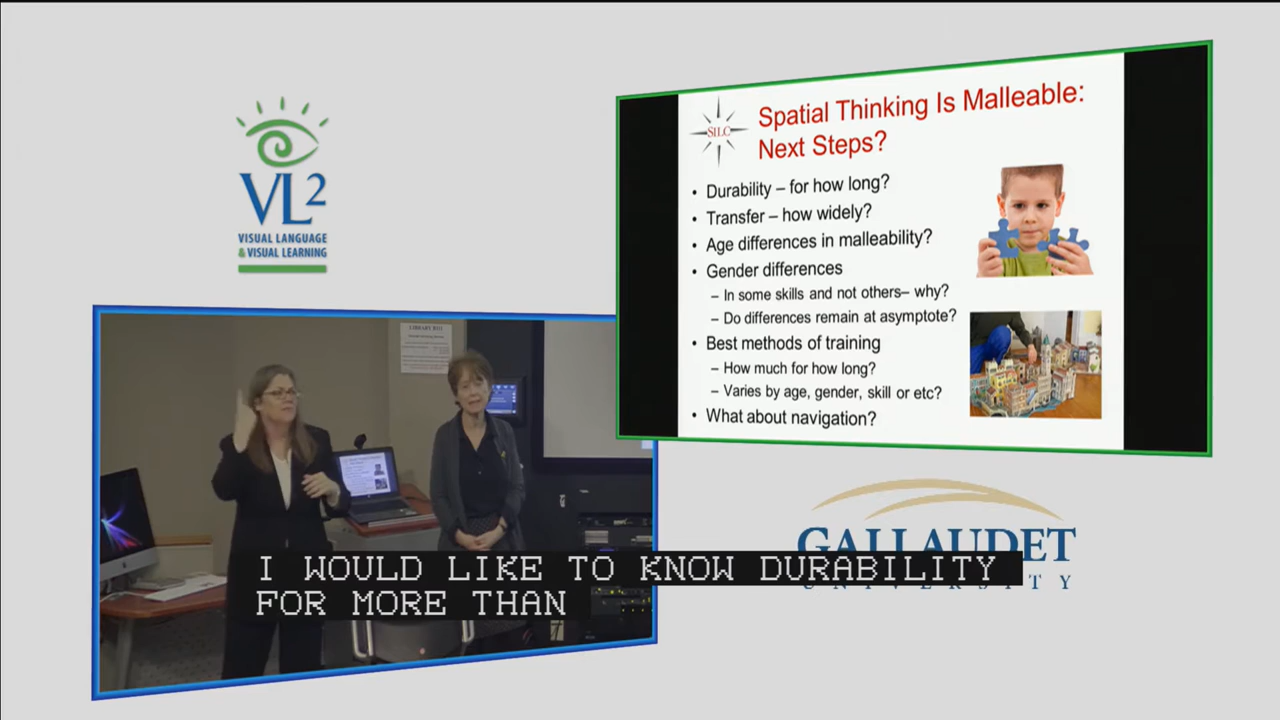 VL2
VISUAL LANGUAGE
& VISUAL LEARNING
SILC
Spatial Thinking Is Malleable:
Next Steps?
• Durability – for how long?
• Transfer – how widely?
• Age differences in malleability?
• Gender differences
– In some skills and not others– why?
– Do differences remain at asymptote?
• Best methods of training
– How much for how long?
– Varies by age, gender, skill or etc?
• What about navigation?
LIBRARY B111
GALLAUDET
UNIVERSITY
I WOULD LIKE TO KNOW DURABILITY
FOR MORE THAN